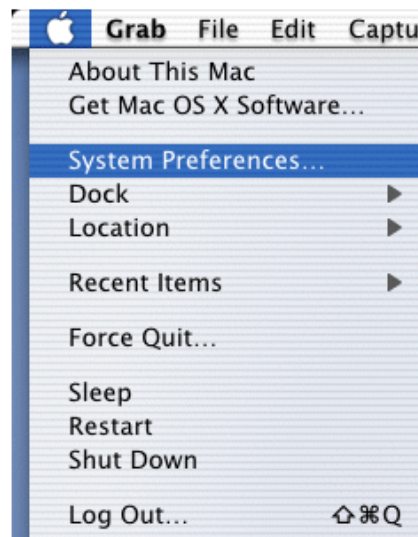 Grab File Edit Captu
About This Mac
Get Mac OS X Software...
System Preferences...
Dock
Location
Recent Items
Force Quit...
Sleep
Restart
Shut Down
Log Out... ⇧⌘Q